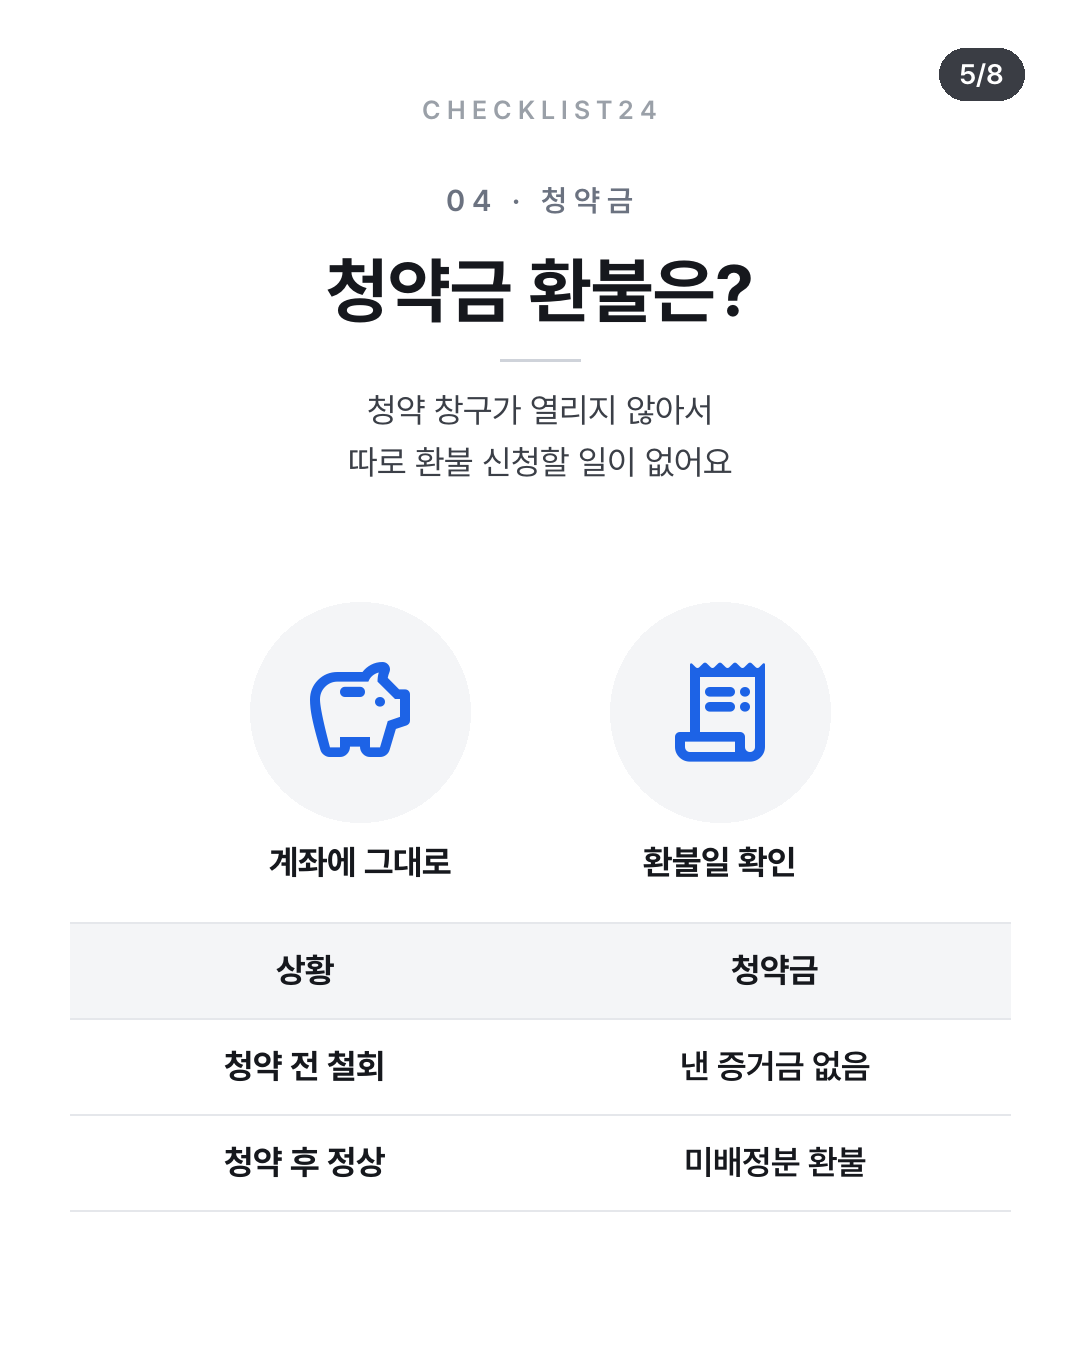 5/8
CHECKLIST24
04 · 청약금
청약금 환불은?
청약 창구가 열리지 않아서
따로 환불 신청할 일이 없어요
계좌에 그대로
환불일 확인
상황 청약금
청약 전 철회 낸 증거금 없음
청약 후 정상 미배정분 환불